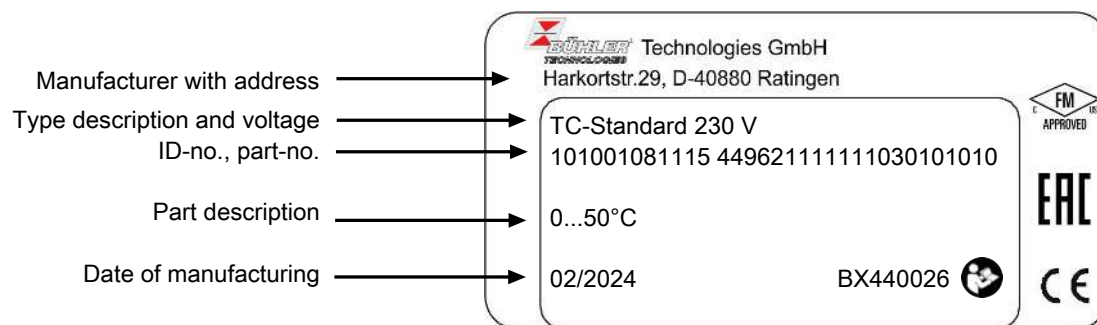 BÜHLER Technologies GmbH
TECHNOLOGIES
Manufacturer with address
Harkortstr.29, D-40880 Ratingen
Type description and voltage
TC-Standard 230 V
ID-no., part-no.
101001081115 449621111111030101010
Part description
0...50°C
Date of manufacturing
02/2024
BX440026
C FM US
APPROVED
EAC
CE